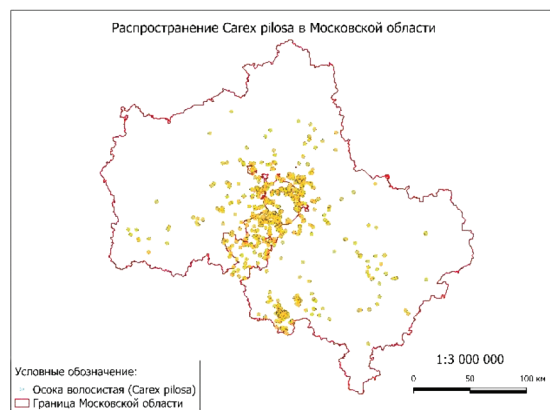 Распространение Carex pilosa в Московской области
1:3 000 000
Условные обозначение:
Осока волосистая (Carex pilosa)
Граница Московской области
0 50 100 км